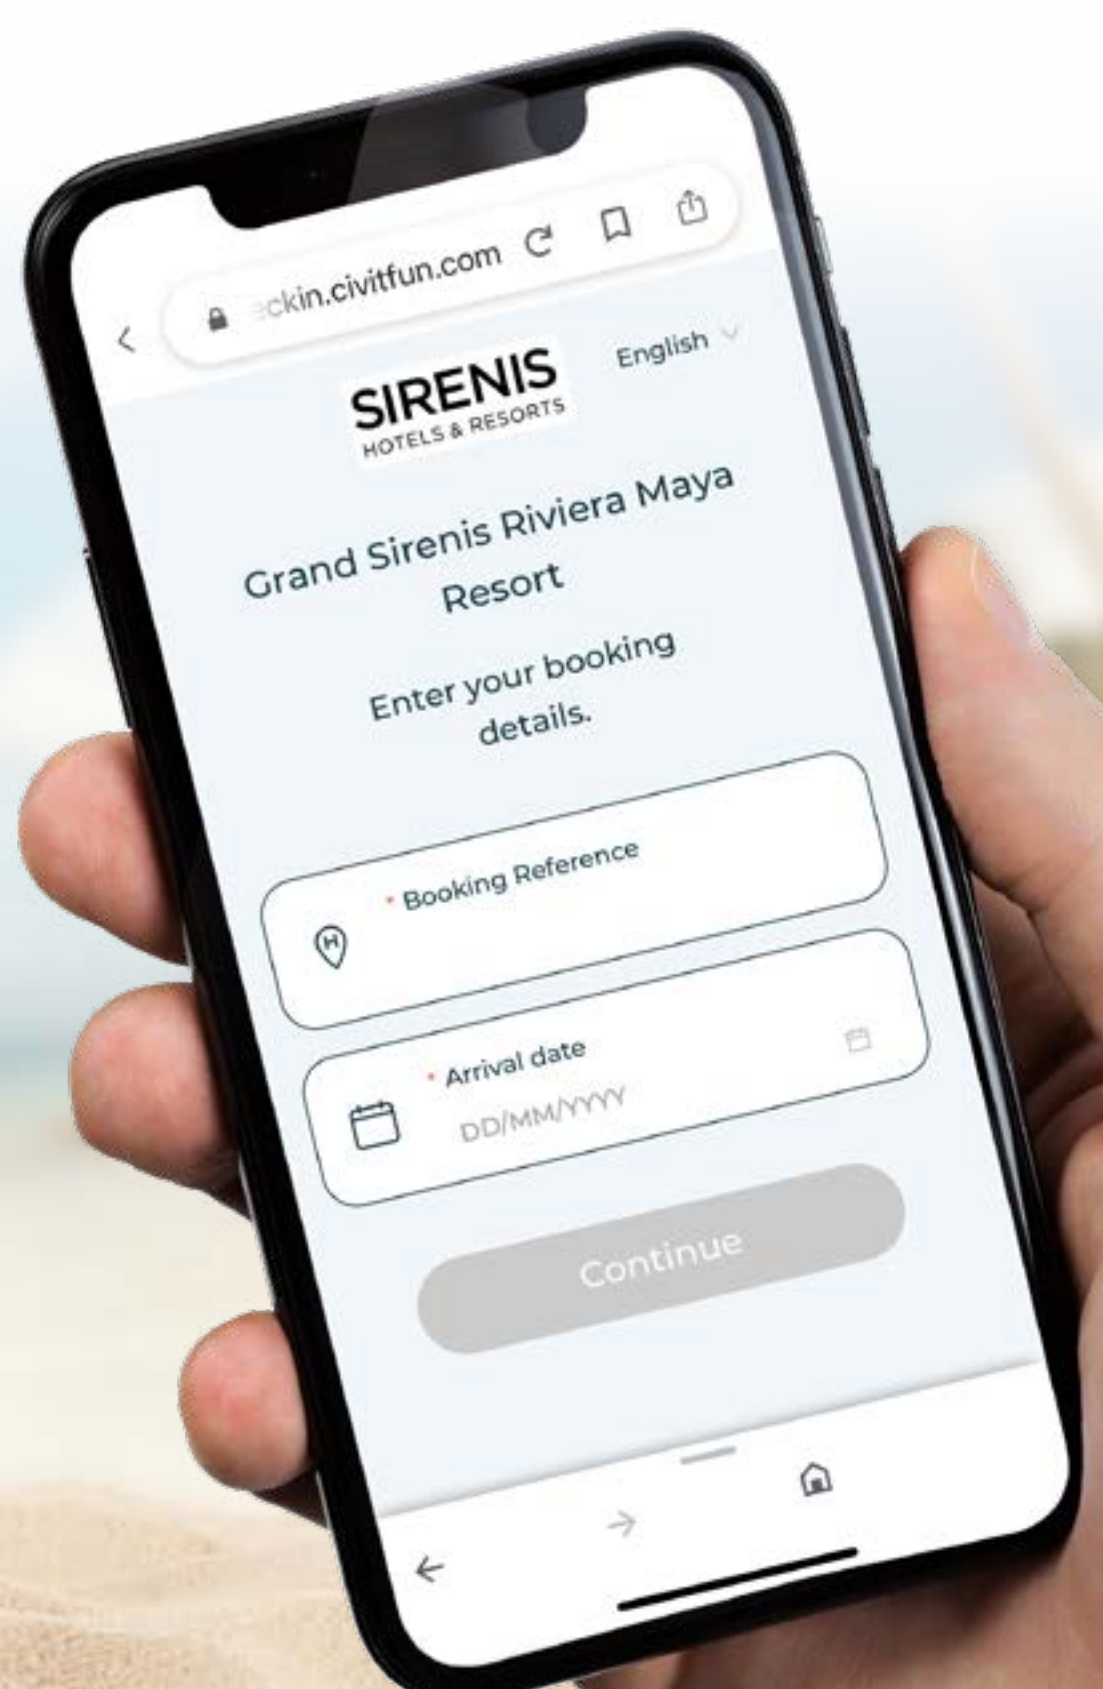 eckin.civitfun.com
English
SIRENIS
HOTELS & RESORTS
Grand Sirenis Riviera Maya
Resort
Enter your booking
details.
* Booking Reference
H
* Arrival date
DD/MM/YYYY
Continue